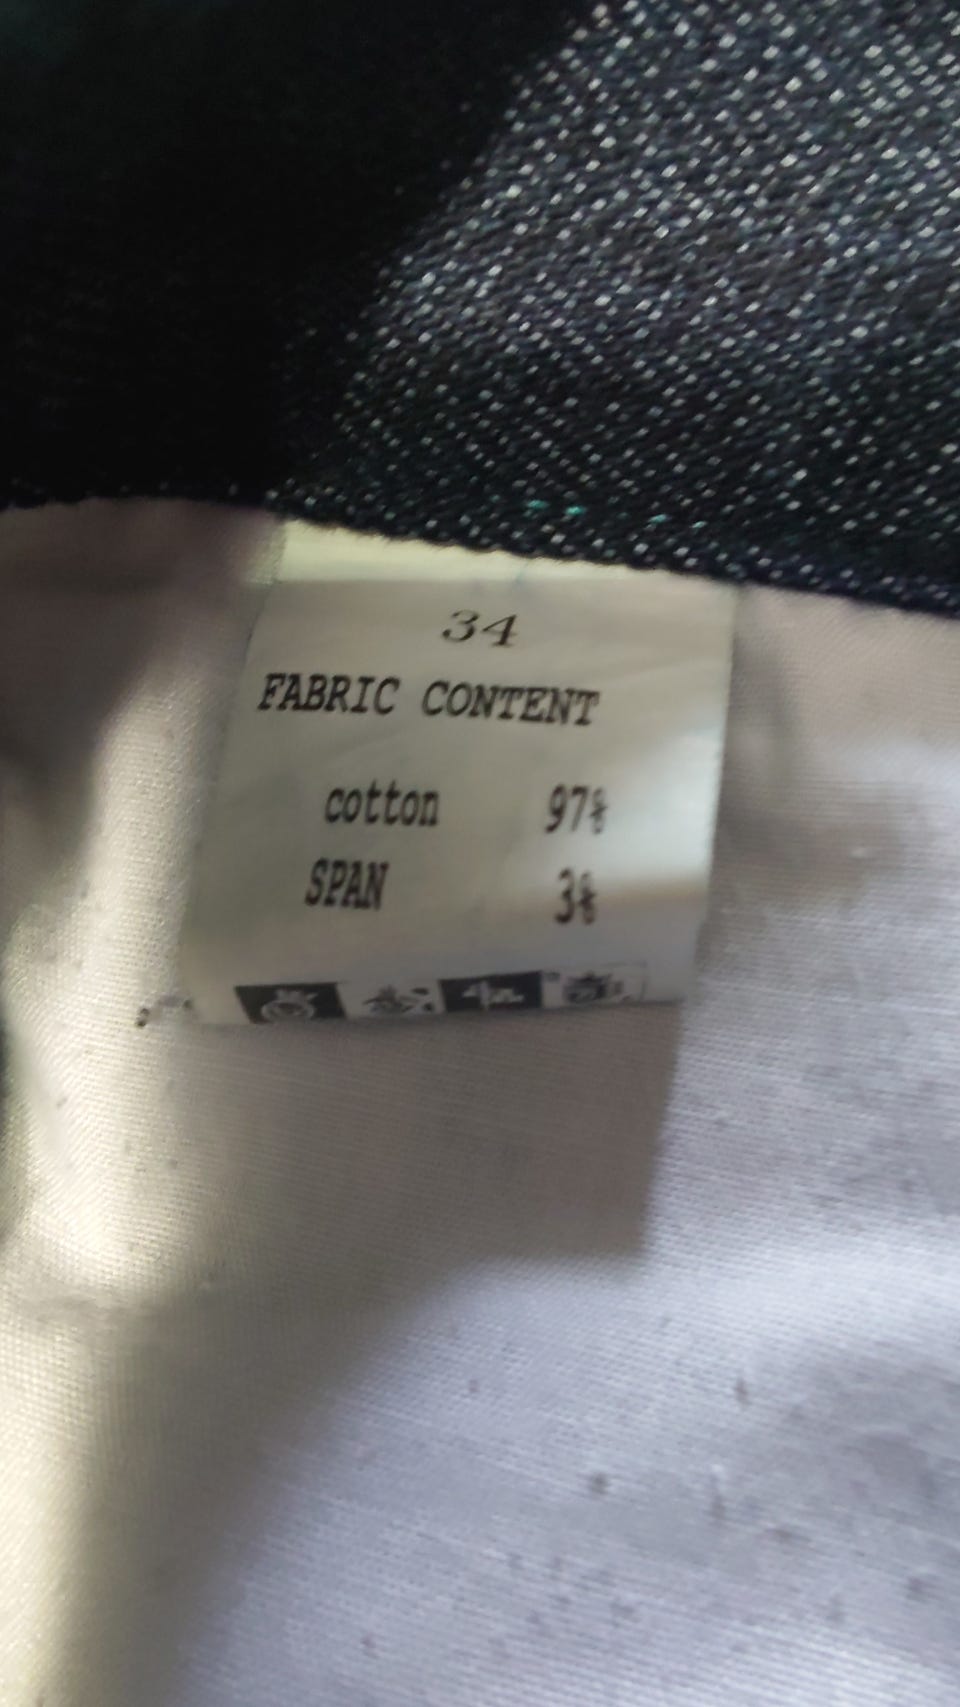 34
FABRIC CONTENT
cotton 97%
SPAN 3%